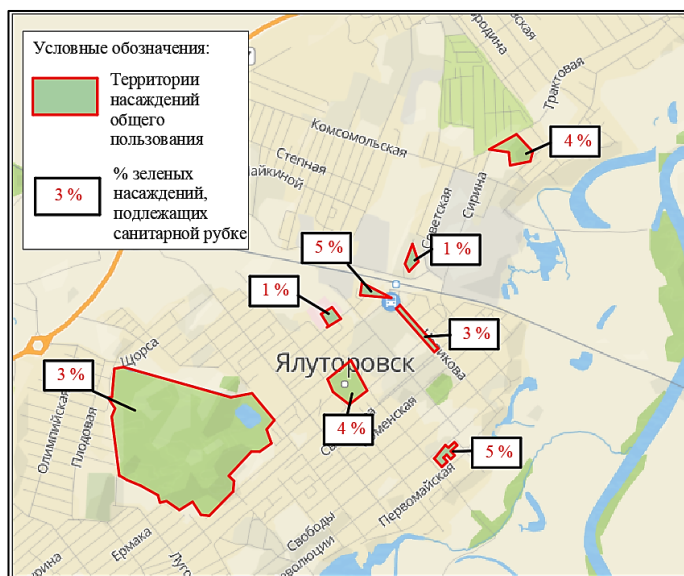 Условные обозначения:
Территории
насаждений
общего
пользования
3 %
% зеленых
насаждений,
подлежащих
санитарной рубке
Трактовая
Комсомольская
4 %
Степная
Советская
Сирина
5 %
1 %
1 %
3 %
Щорса
Ялуторовск
3 %
Олимпийская
Плодовая
4 %
5 %
Первомайская
Свободы
Ермака